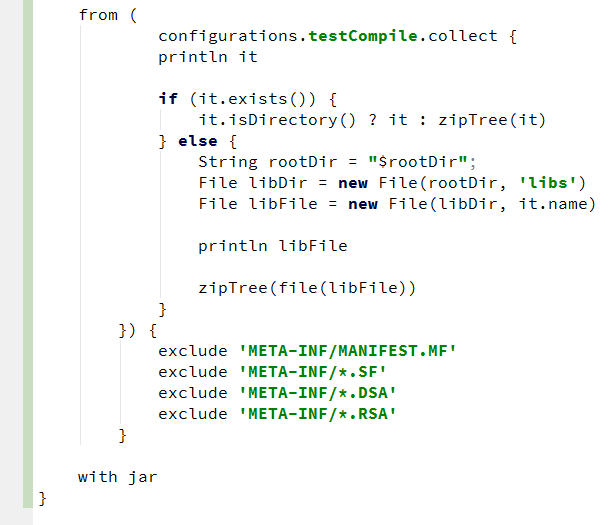 from (
configurations.testCompile.collect {
println it
if (it.exists()) {
it.isDirectory() ? it : zipTree(it)
} else {
String rootDir = "$rootDir";
File libDir = new File(rootDir, 'libs')
File libFile = new File(libDir, it.name)
println libFile
zipTree(file(libFile))
}
}) {
exclude 'META-INF/MANIFEST.MF'
exclude 'META-INF/*.SF'
exclude 'META-INF/*.DSA'
exclude 'META-INF/*.RSA'
}
with jar
}